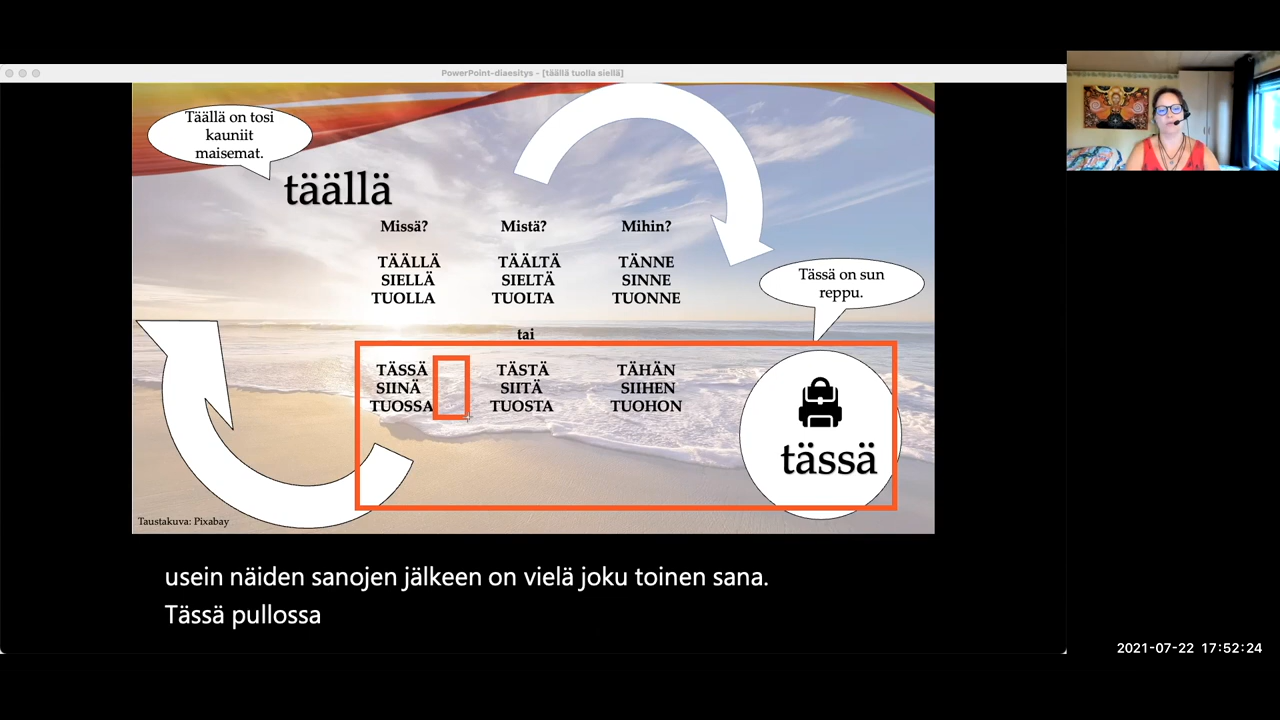 PowerPoint-diaesitys - [täällä tuolla siellä]
Täällä on tosi
kauniit
maisemat.
täällä
Missä? Mistä? Mihin?
TÄÄLLÄ TÄÄLTÄ TÄNNE
SIELLÄ SIELTÄ SINNE
TUOLLA TUOLTA TUONNE
Tässä on sun
reppu.
tai
TÄSSÄ TÄSTÄ TÄHÄN
SIINÄ SIITÄ SIIHEN
TUOSSA TUOSTA TUOHON
tässä
Taustakuva: Pixabay
usein näiden sanojen jälkeen on vielä joku toinen sana.
Tässä pullossa
2021-07-22 17:52:24